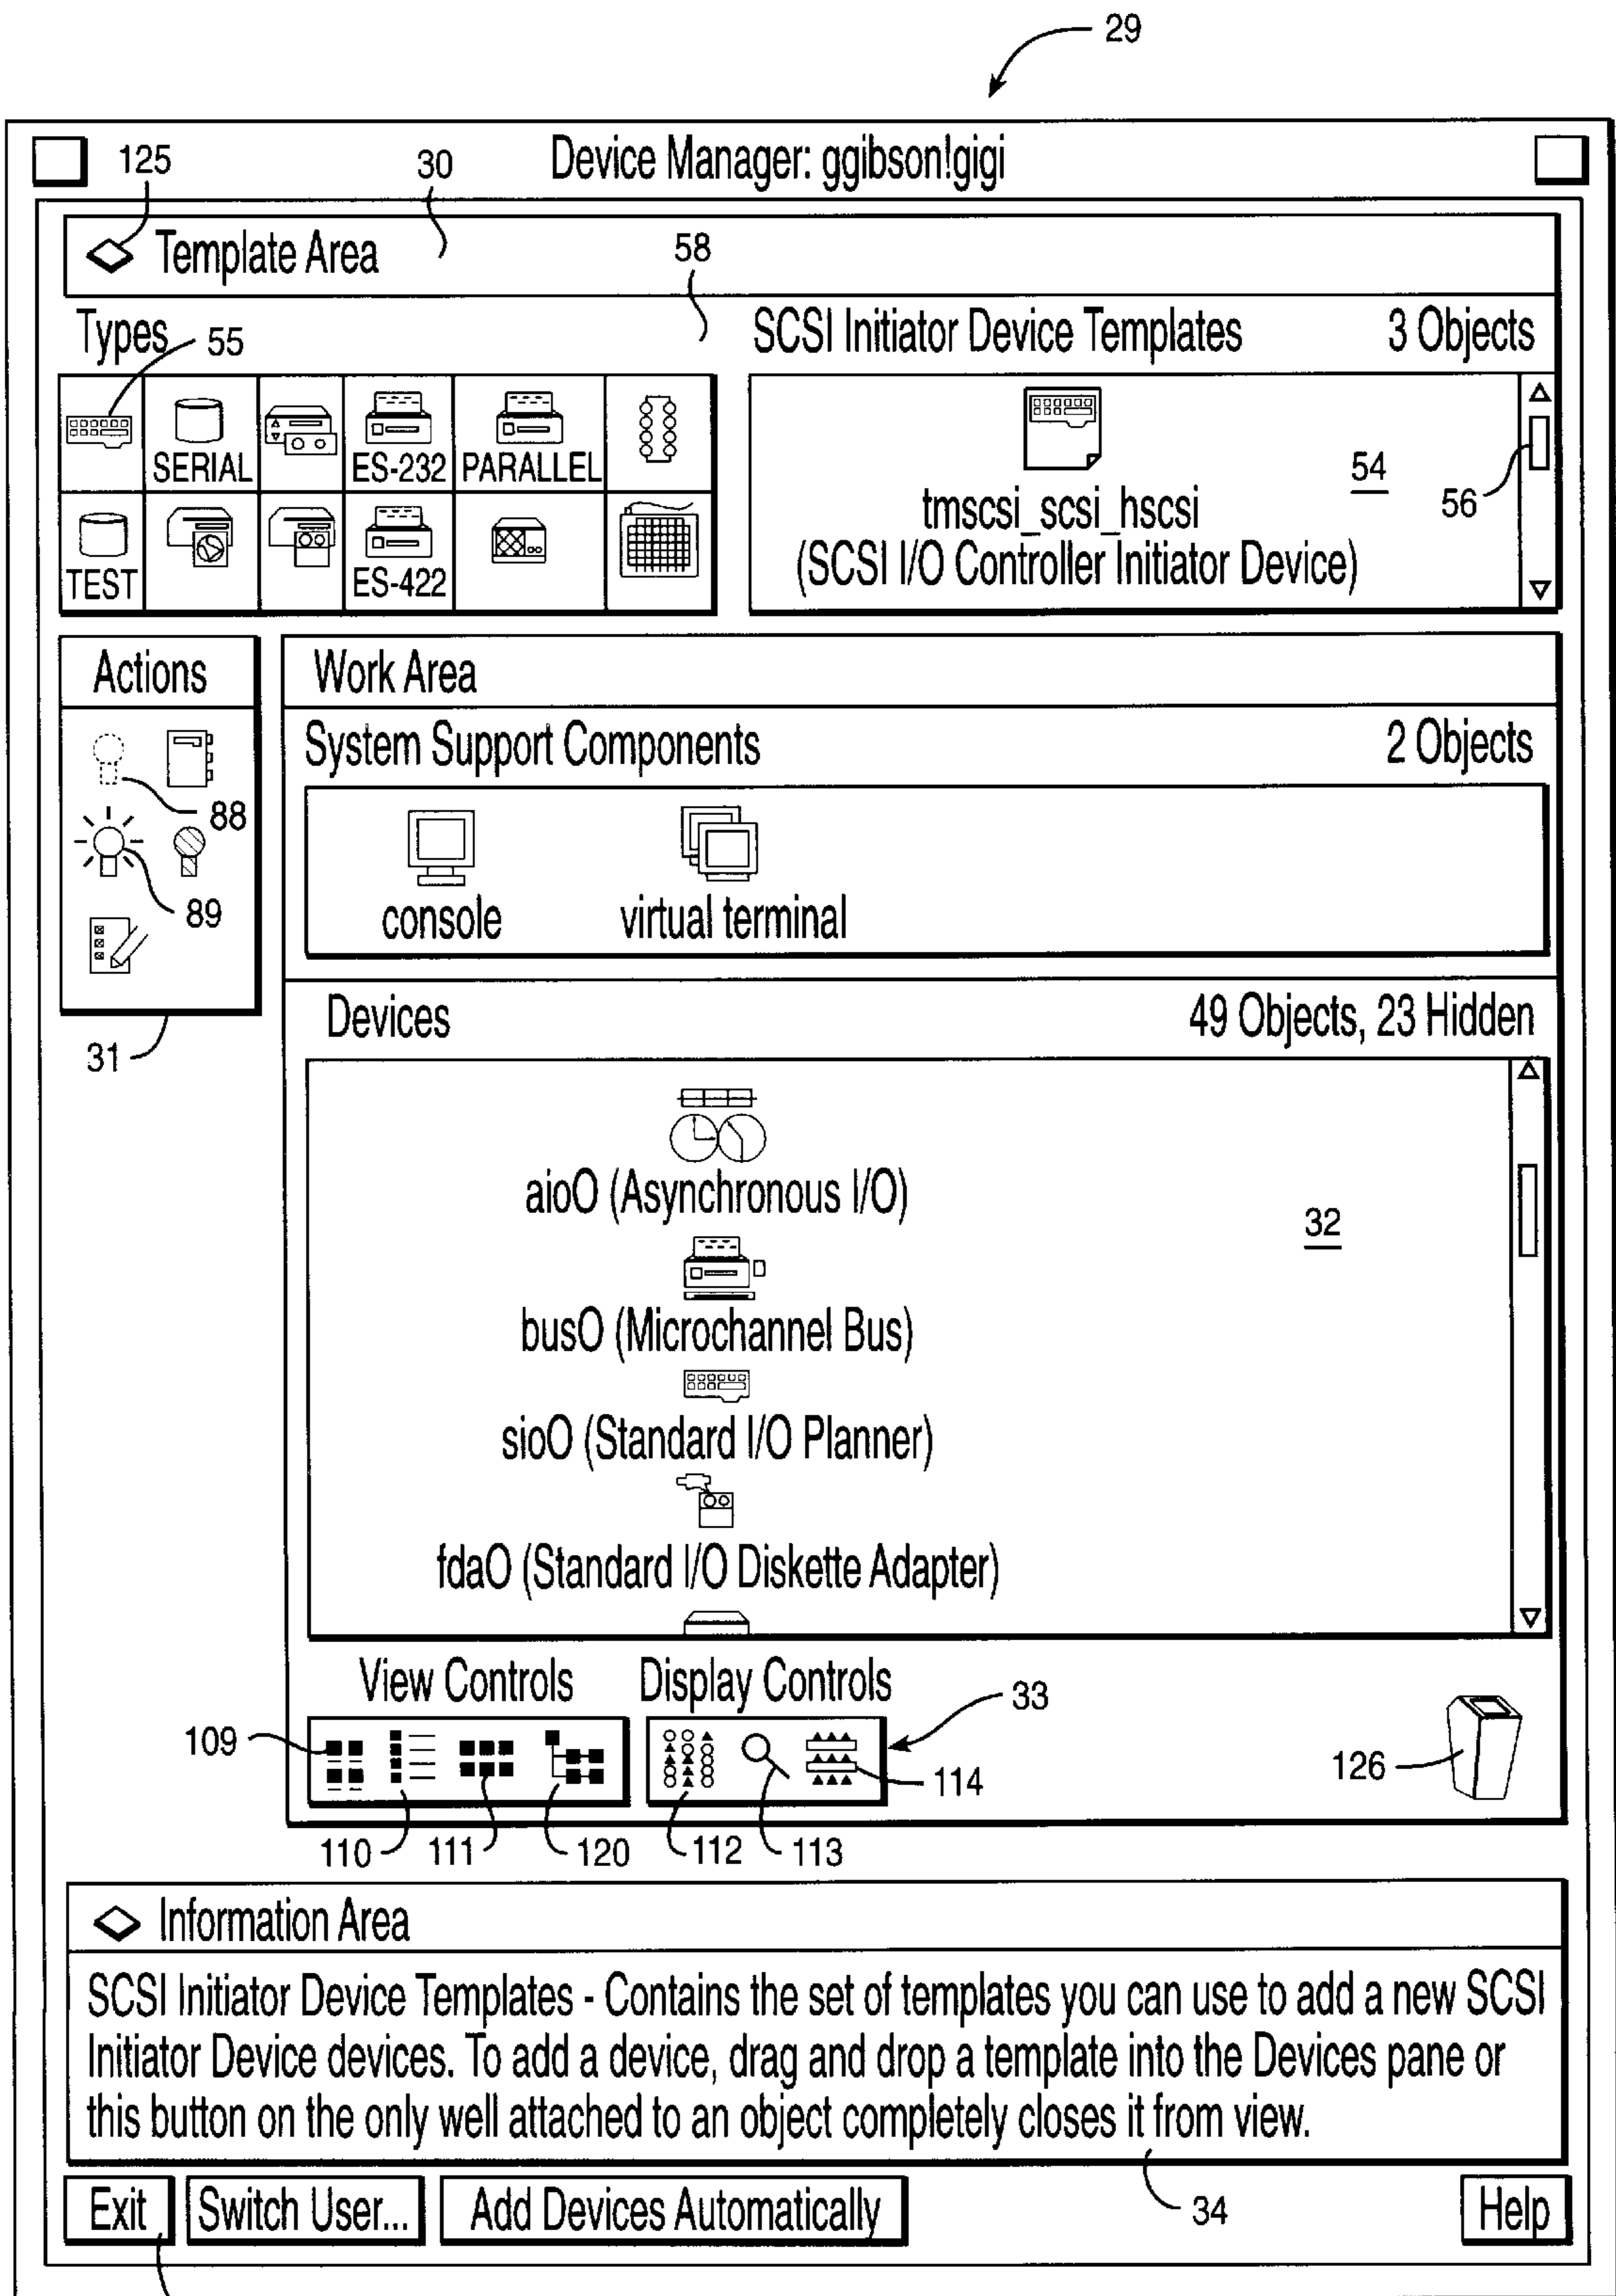 29
125
30
Device Manager: ggibson!gigi
Template Area
58
Types
55
SCSI Initiator Device Templates
3 Objects
SERIAL
ES-232
PARALLEL
TEST
ES-422
tmscsi_scsi_hscsi
(SCSI I/O Controller Initiator Device)
54
56
Actions
88
89
31
Work Area
System Support Components
2 Objects
console
virtual terminal
Devices
49 Objects, 23 Hidden
aioO (Asynchronous I/O)
32
busO (Microchannel Bus)
sioO (Standard I/O Planner)
fdaO (Standard I/O Diskette Adapter)
View Controls
Display Controls
33
109
114
126
110
111
120
112
113
Information Area
SCSI Initiator Device Templates - Contains the set of templates you can use to add a new SCSI
Initiator Device devices. To add a device, drag and drop a template into the Devices pane or
this button on the only well attached to an object completely closes it from view.
34
Exit
Switch User...
Add Devices Automatically
Help